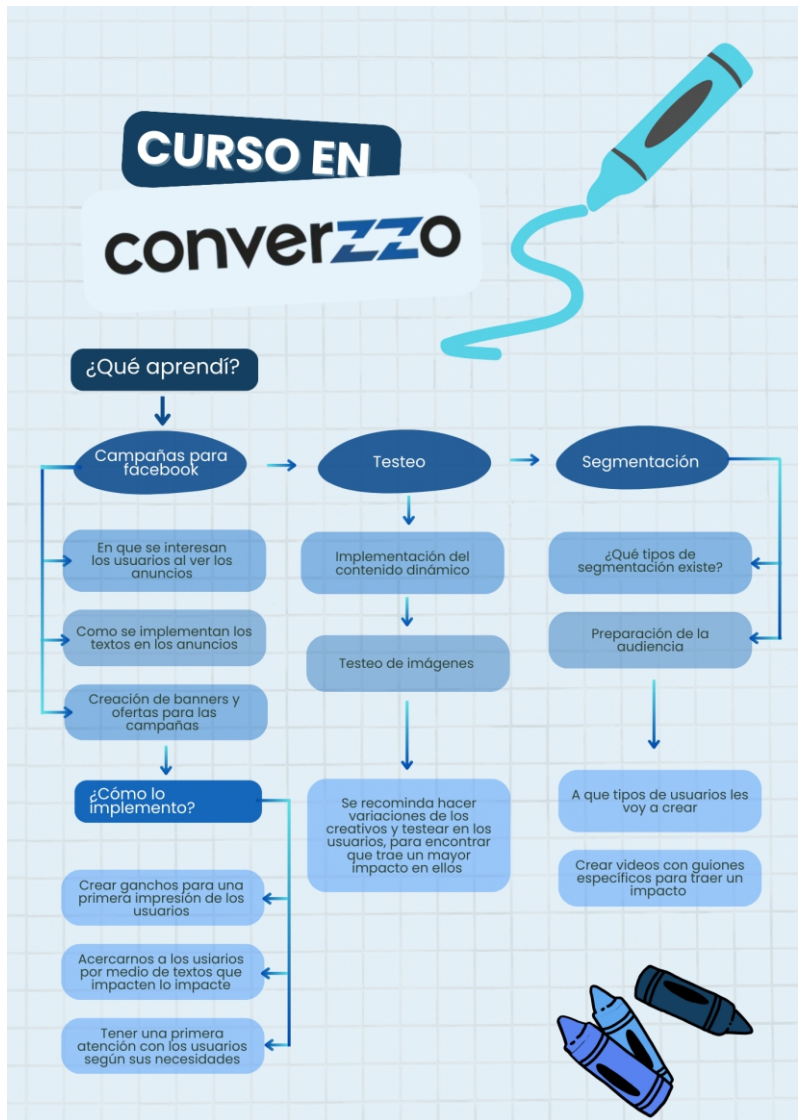 CURSO EN
converzzo
¿Qué aprendí?
Campañas para
facebook
Testeo
Segmentación
En que se interesan
los usuarios al ver los
anuncios
Como se implementan los
textos en los anuncios
Creación de banners y
ofertas para las
campañas
¿Cómo lo
implemento?
Crear ganchos para una
primera impresión de los
usuarios
Acercarnos a los usiarios
por medio de textos que
impacten lo impacte
Tener una primera
atención con los usuarios
según sus necesidades
Implementación del
contenido dinámico
Testeo de imágenes
Se recominda hacer
variaciones de los
creativos y testear en los
usuarios, para encontrar
que trae un mayor
impacto en ellos
¿Qué tipos de
segmentación existe?
Preparación de la
audiencia
A que tipos de usuarios les
voy a crear
Crear videos con guiones
específicos para traer un
impacto